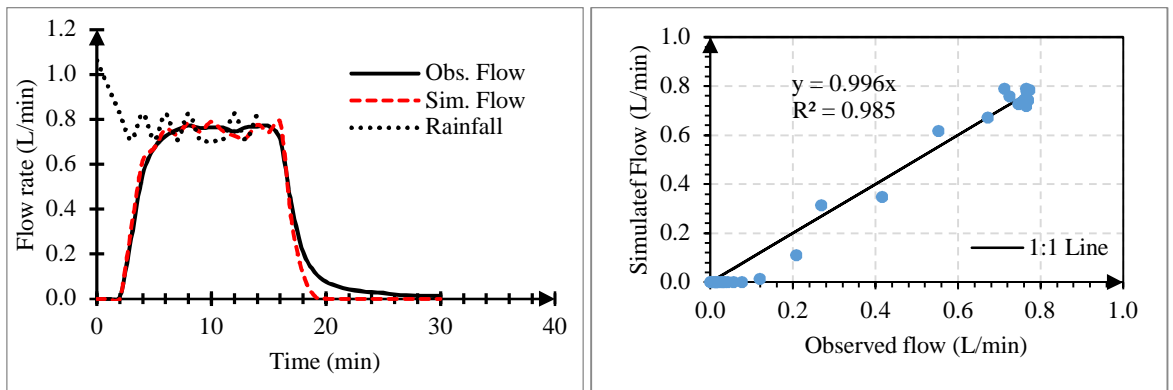 1.2
1.0
0.8
0.6
0.4
0.2
0.0
0
10
20
30
40
Flow rate (L/min)
Time (min)
Obs. Flow
Sim. Flow
Rainfall
1.0
0.8
0.6
0.4
0.2
0.0
0.0
0.2
0.4
0.6
0.8
1.0
Simulatef Flow (L/min)
Observed flow (L/min)
y = 0.996x
R² = 0.985
1:1 Line